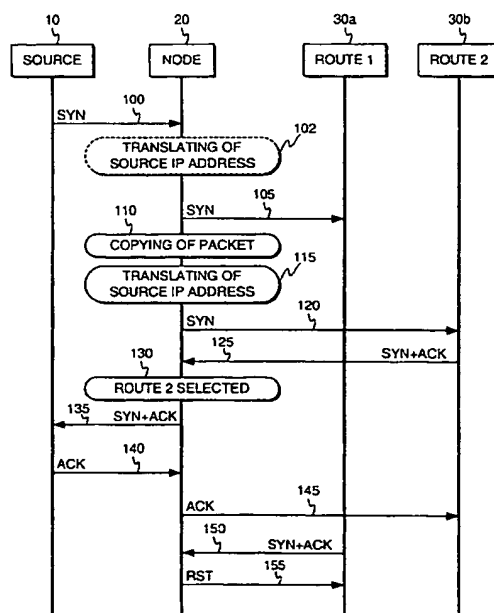 10 20 30a 30b
SOURCE NODE ROUTE 1 ROUTE 2
SYN 100
102
TRANSLATING OF
SOURCE IP ADDRESS
SYN 105
110
COPYING OF PACKET
115
TRANSLATING OF
SOURCE IP ADDRESS
SYN 120
125 SYN+ACK
130
ROUTE 2 SELECTED
135 SYN+ACK
ACK 140
ACK 145
150 SYN+ACK
RST 155